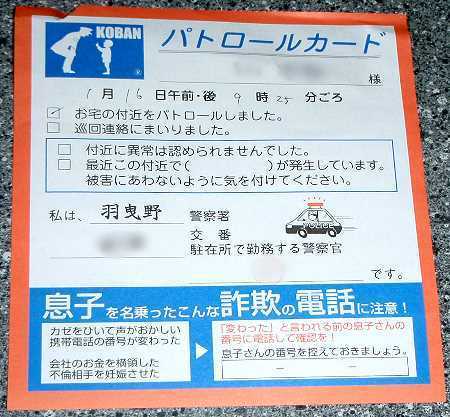 KOBAN
パトロールカード
様
1月16日午前・後9時25分ごろ
お宅の付近をパトロールしました。
巡回連絡にまいりました。
付近に異常は認められませんでした。
最近この付近で( )が発生しています。
被害にあわないように気を付けてください。
私は、羽曳野 警察署
交番
駐在所で勤務する警察官
POLICE
です。
息子を名乗ったこんな詐欺の電話に注意!
カゼをひいて声がおかしい
携帯電話の番号が変わった
会社のお金を横領した
不倫相手を妊娠させた
「変わった」と言われる前の息子さんの
番号に電話して確認を!
息子さんの番号を控えておきましょう。
― ―